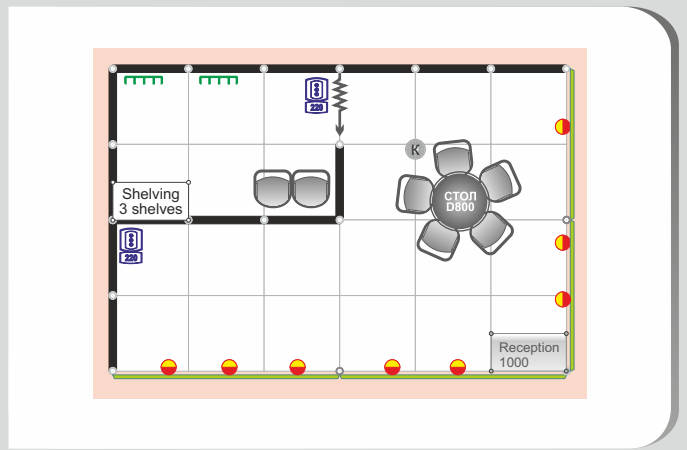 220
К
Shelving
3 shelves
СТОЛ
D800
220
Reception
1000